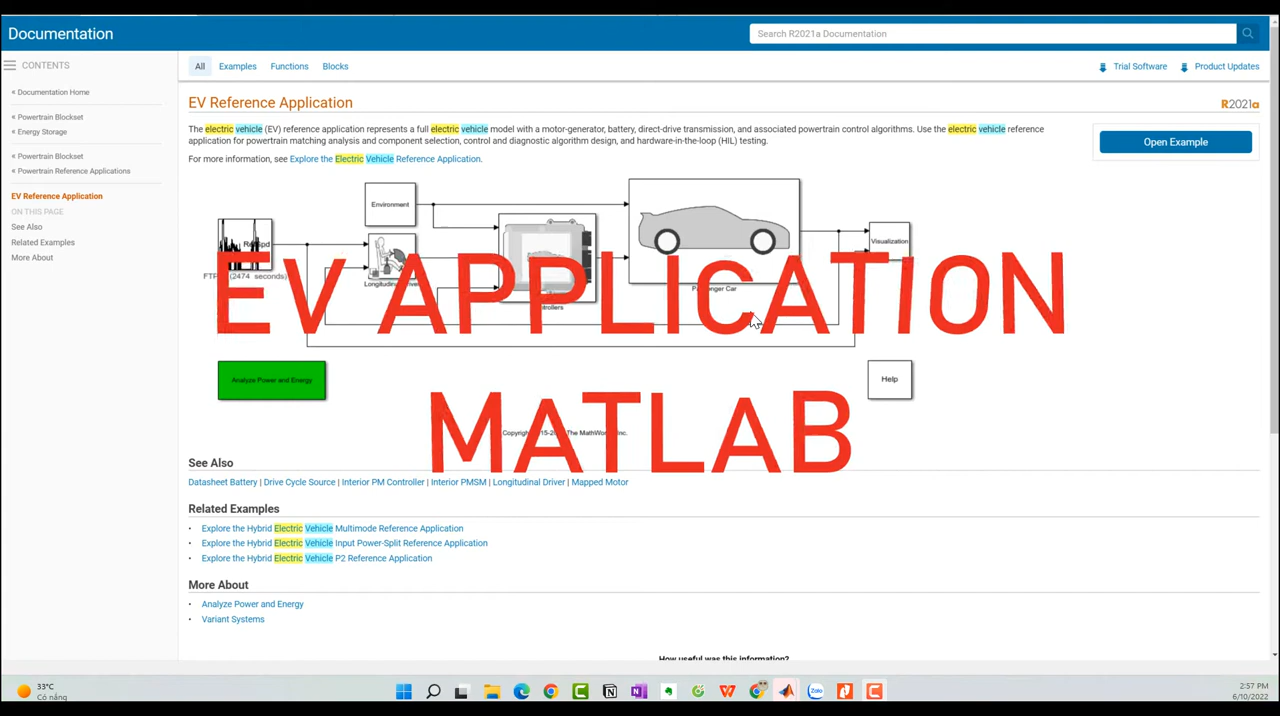 Documentation
Search R2021a Documentation
CONTENTS
All Examples Functions Blocks
Trial Software Product Updates
« Documentation Home
« Powertrain Blockset
« Energy Storage
« Powertrain Blockset
« Powertrain Reference Applications
EV Reference Application
ON THIS PAGE
See Also
Related Examples
More About
EV Reference Application
R2021a
The electric vehicle (EV) reference application represents a full electric vehicle model with a motor-generator, battery, direct-drive transmission, and associated powertrain control algorithms. Use the electric vehicle reference
application for powertrain matching analysis and component selection, control and diagnostic algorithm design, and hardware-in-the-loop (HIL) testing.
Open Example
For more information, see Explore the Electric Vehicle Reference Application.
Environment
Visualization
(2474 seconds)
EV APPLICATION
MATLAB
Analyze Power and Energy
Help
See Also
Datasheet Battery | Drive Cycle Source | Interior PM Controller | Interior PMSM | Longitudinal Driver | Mapped Motor
Related Examples
• Explore the Hybrid Electric Vehicle Multimode Reference Application
• Explore the Hybrid Electric Vehicle Input Power-Split Reference Application
• Explore the Hybrid Electric Vehicle P2 Reference Application
More About
• Analyze Power and Energy
• Variant Systems
How useful was this information?
33°C
Có nắng
Zalo
2:57 PM
6/10/2022